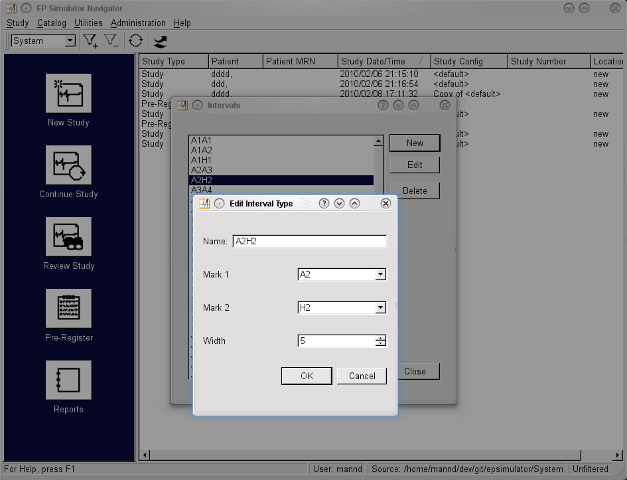 EP Simulator Navigator
Study Catalog Utilities Administration Help
System
Study Type Patient Patient MRN Study Date/Time Study Config Study Number Location
Study dddd, 2010/02/06 21:15:10 <default> new
Study dddd, 2010/02/06 21:16:54 <default> new
Study ddd, 2010/02/08 17:11:32 Copy of <default> new
Pre-Reg <default> new
Study <default> new
Pre-Reg
Study <default> new
Study <default> new
New Study
Continue Study
Review Study
Pre-Register
Reports
Intervals
A1A1
A1A2
A1H1
A2A3
A2H2
A3A4
New
Edit
Delete
Close
Edit Interval Type
Name: A2H2
Mark 1 A2
Mark 2 H2
Width 5
OK Cancel
For Help, press F1 User: mannd Source: /home/mannd/dev/git/epsimulator/System Unfiltered